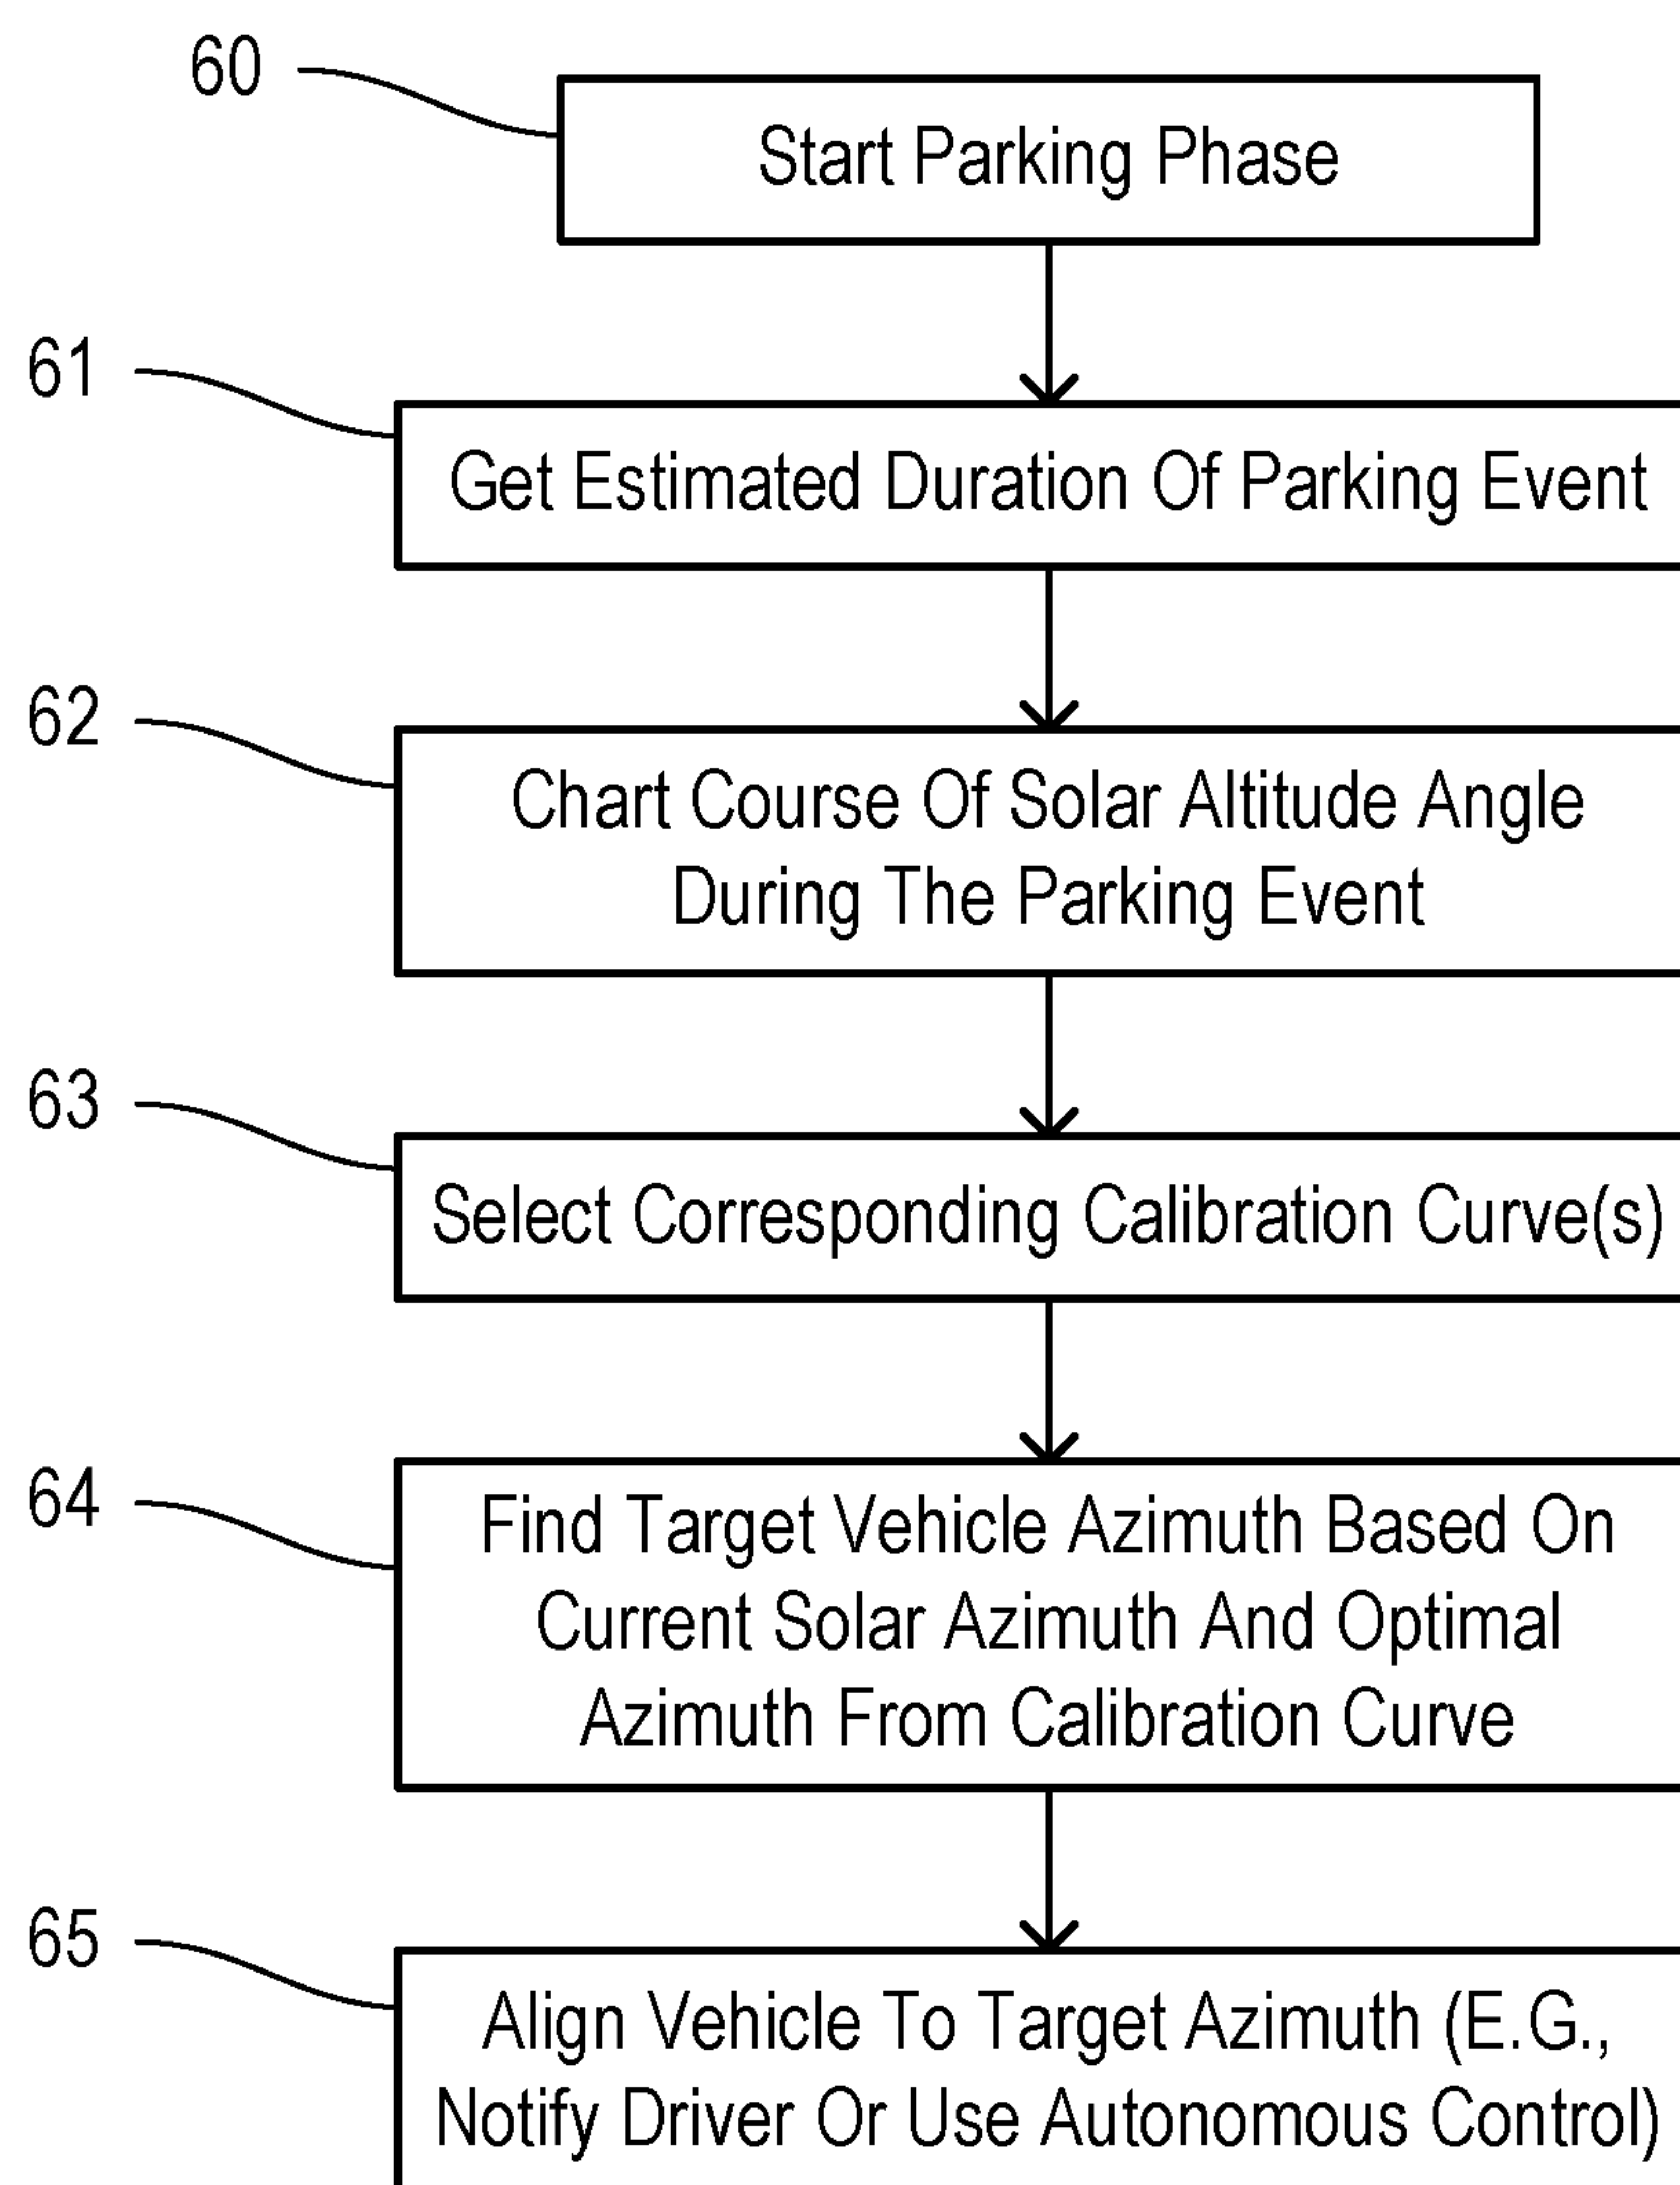 60
Start Parking Phase
61
Get Estimated Duration Of Parking Event
62
Chart Course Of Solar Altitude Angle
During The Parking Event
63
Select Corresponding Calibration Curve(s)
64
Find Target Vehicle Azimuth Based On
Current Solar Azimuth And Optimal
Azimuth From Calibration Curve
65
Align Vehicle To Target Azimuth (E.G.,
Notify Driver Or Use Autonomous Control)